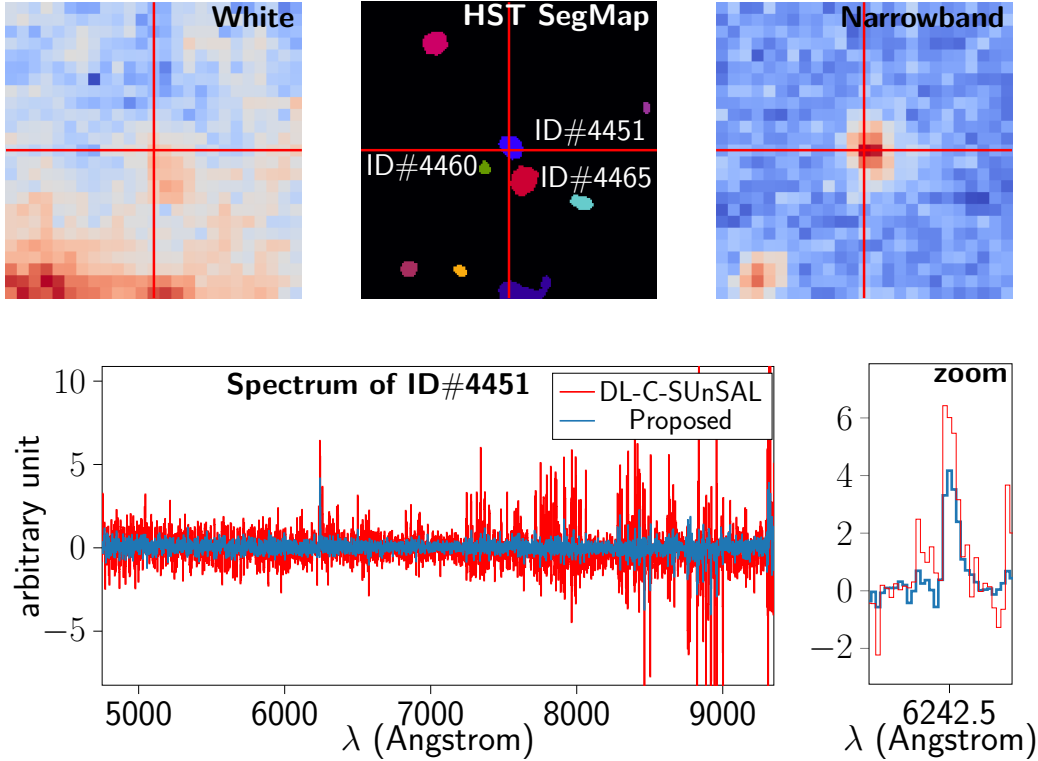 White
HST SegMap
Narrowband
ID#4451
ID#4460
ID#4465
Spectrum of ID#4451
DL-C-SUnSAL
Proposed
arbitrary unit
10
5
0
−5
5000 6000 7000 8000 9000
λ (Angstrom)
zoom
6
4
2
0
−2
6242.5
λ (Angstrom)